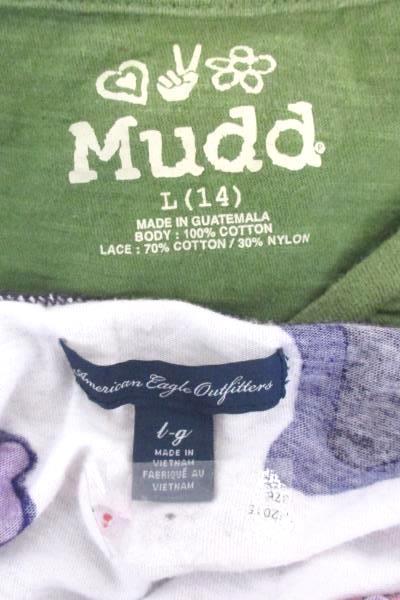 Mudd®
L (14)
MADE IN GUATEMALA
BODY : 100% COTTON
LACE : 70% COTTON / 30% NYLON
American Eagle Outfitters
l-g
MADE IN
VIETNAM
FABRIQUÉ AU
VIETNAM